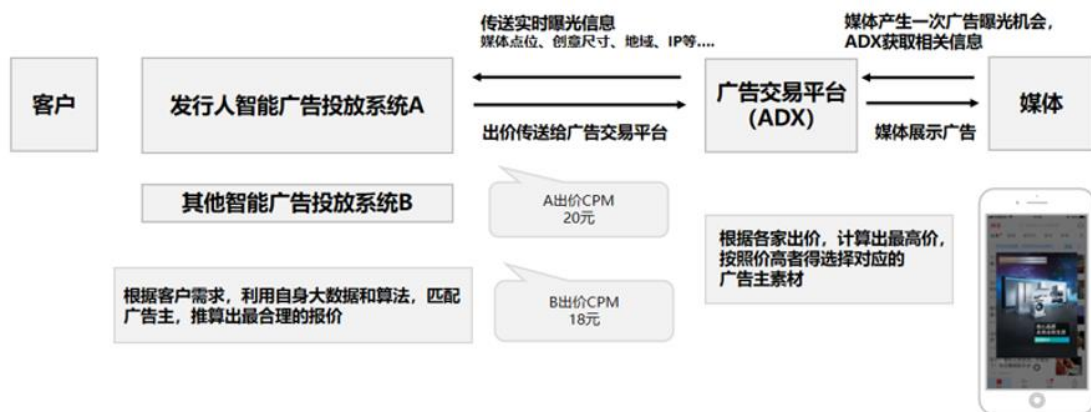 传送实时曝光信息
媒体点位、创意尺寸、地域、IP等....
媒体产生一次广告曝光机会，
ADX获取相关信息
客户
发行人智能广告投放系统A
广告交易平台
（ADX）
媒体
出价传送给广告交易平台
媒体展示广告
其他智能广告投放系统B
A出价CPM
20元
根据各家出价，计算出最高价，
按照价高者得选择对应的
广告主素材
根据客户需求，利用自身大数据和算法，匹配
广告主，推算出最合理的报价
B出价CPM
18元